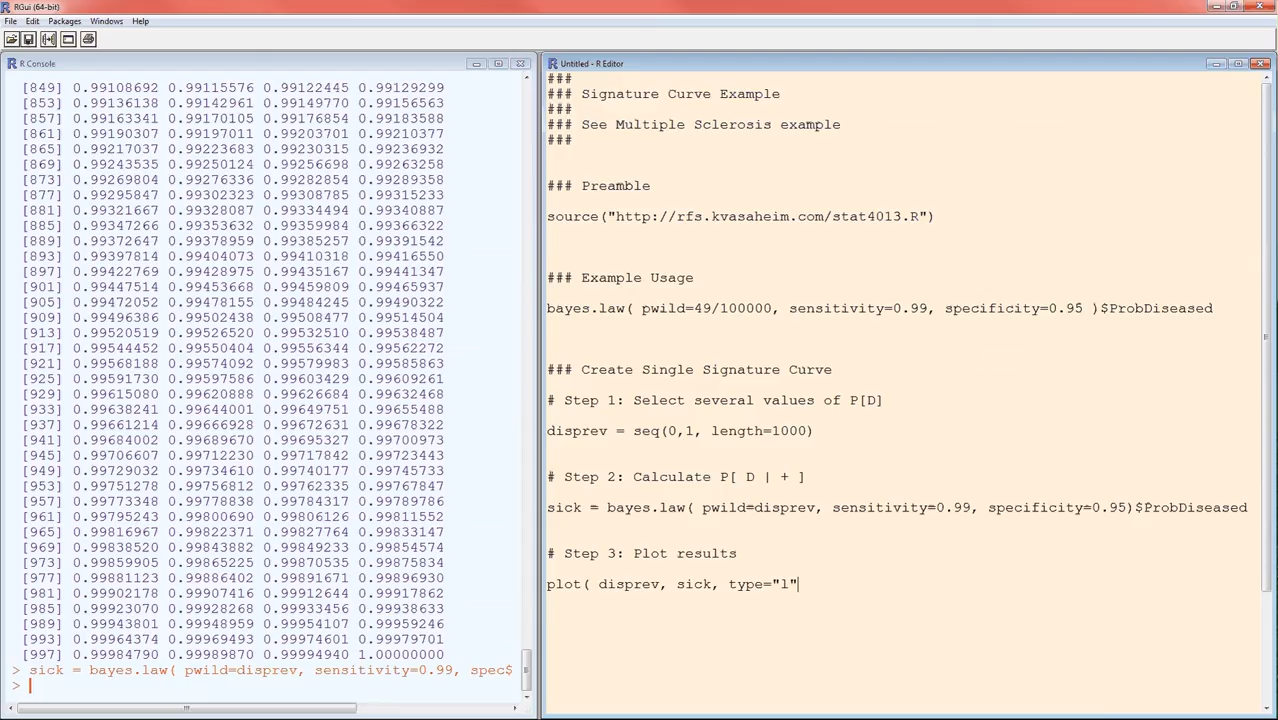 RGui (64-bit)
File Edit Packages Windows Help
R Console
[849] 0.99108692 0.99115576 0.99122445 0.99129299
[853] 0.99136138 0.99142961 0.99149770 0.99156563
[857] 0.99163341 0.99170105 0.99176854 0.99183588
[861] 0.99190307 0.99197011 0.99203701 0.99210377
[865] 0.99217037 0.99223683 0.99230315 0.99236932
[869] 0.99243535 0.99250124 0.99256698 0.99263258
[873] 0.99269804 0.99276336 0.99282854 0.99289358
[877] 0.99295847 0.99302323 0.99308785 0.99315233
[881] 0.99321667 0.99328087 0.99334494 0.99340887
[885] 0.99347266 0.99353632 0.99359984 0.99366322
[889] 0.99372647 0.99378959 0.99385257 0.99391542
[893] 0.99397814 0.99404073 0.99410318 0.99416550
[897] 0.99422769 0.99428975 0.99435167 0.99441347
[901] 0.99447514 0.99453668 0.99459809 0.99465937
[905] 0.99472052 0.99478155 0.99484245 0.99490322
[909] 0.99496386 0.99502438 0.99508477 0.99514504
[913] 0.99520519 0.99526520 0.99532510 0.99538487
[917] 0.99544452 0.99550404 0.99556344 0.99562272
[921] 0.99568188 0.99574092 0.99579983 0.99585863
[925] 0.99591730 0.99597586 0.99603429 0.99609261
[929] 0.99615080 0.99620888 0.99626684 0.99632468
[933] 0.99638241 0.99644001 0.99649751 0.99655488
[937] 0.99661214 0.99666928 0.99672631 0.99678322
[941] 0.99684002 0.99689670 0.99695327 0.99700973
[945] 0.99706607 0.99712230 0.99717842 0.99723443
[949] 0.99729032 0.99734610 0.99740177 0.99745733
[953] 0.99751278 0.99756812 0.99762335 0.99767847
[957] 0.99773348 0.99778838 0.99784317 0.99789786
[961] 0.99795243 0.99800690 0.99806126 0.99811552
[965] 0.99816967 0.99822371 0.99827764 0.99833147
[969] 0.99838520 0.99843882 0.99849233 0.99854574
[973] 0.99859905 0.99865225 0.99870535 0.99875834
[977] 0.99881123 0.99886402 0.99891671 0.99896930
[981] 0.99902178 0.99907416 0.99912644 0.99917862
[985] 0.99923070 0.99928268 0.99933456 0.99938633
[989] 0.99943801 0.99948959 0.99954107 0.99959246
[993] 0.99964374 0.99969493 0.99974601 0.99979701
[997] 0.99984790 0.99989870 0.99994940 1.00000000
> sick = bayes.law( pwild=disprev, sensitivity=0.99, spec$
>
Untitled - R Editor
###
### Signature Curve Example
###
### See Multiple Sclerosis example
###
### Preamble
source("http://rfs.kvasaheim.com/stat4013.R")
### Example Usage
bayes.law( pwild=49/100000, sensitivity=0.99, specificity=0.95 )$ProbDiseased
### Create Single Signature Curve
# Step 1: Select several values of P[D]
disprev = seq(0,1, length=1000)
# Step 2: Calculate P[ D | + ]
sick = bayes.law( pwild=disprev, sensitivity=0.99, specificity=0.95)$ProbDiseased
# Step 3: Plot results
plot( disprev, sick, type="l"